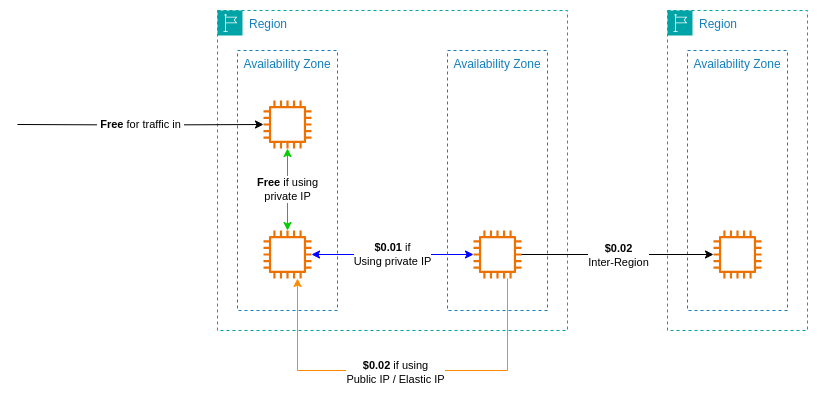 Region
Region
Availability Zone
Availability Zone
Availability Zone
Free for traffic in
Free if using
private IP
$0.01 if
Using private IP
$0.02
Inter-Region
$0.02 if using
Public IP / Elastic IP